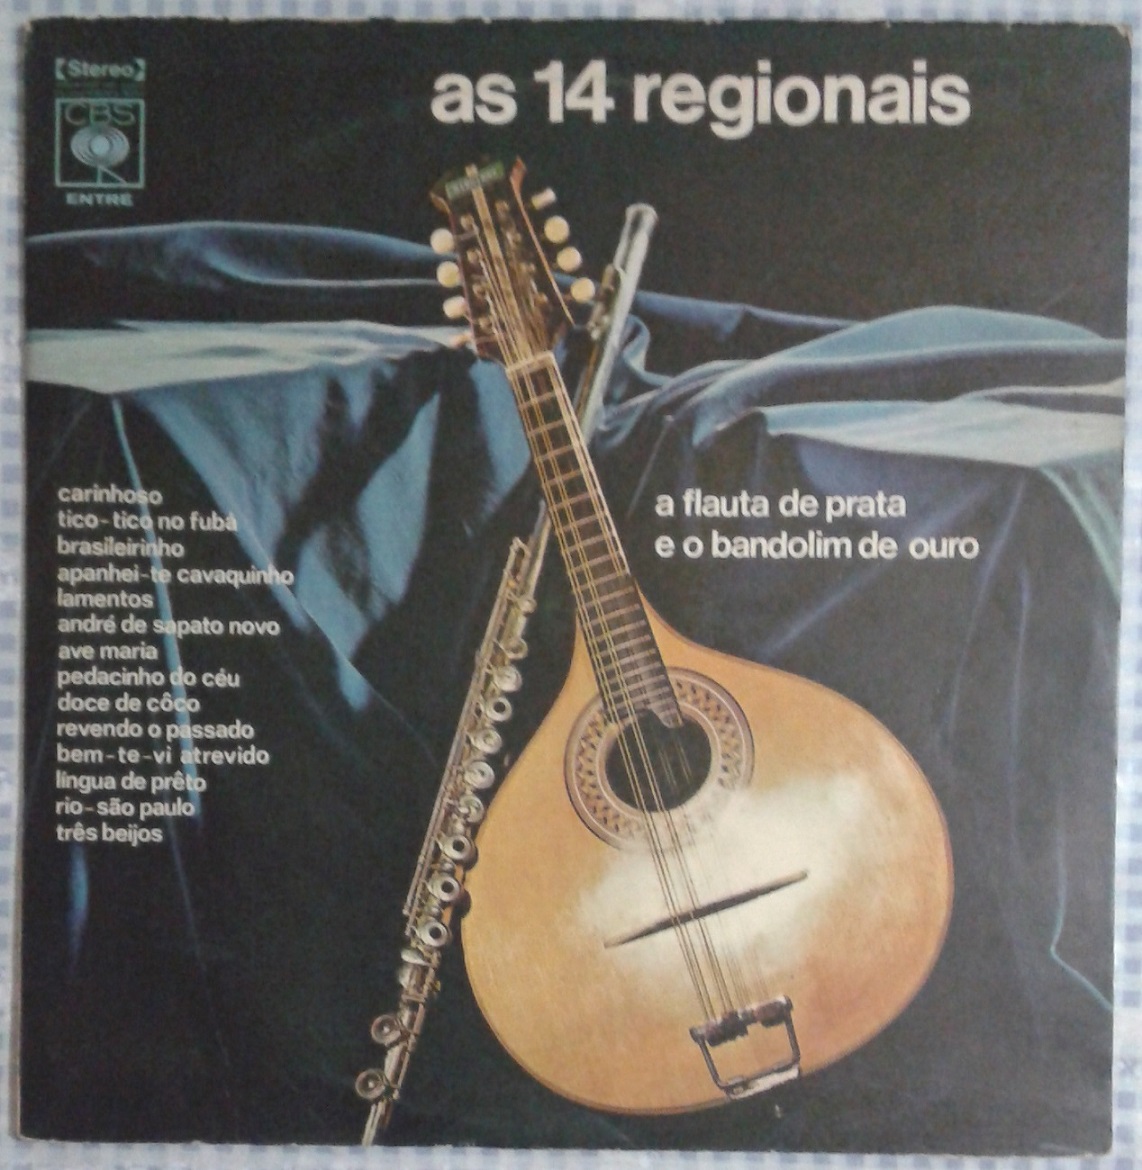 Stereo
CBS
ENTRE
as 14 regionais
carinhoso
tico-tico no fubá
brasileirinho
apanhei-te cavaquinho
lamentos
andré de sapato novo
ave maria
pedacinho do céu
doce de côco
revendo o passado
bem-te-vi atrevido
língua de prêto
rio-são paulo
três beijos
a flauta de prata
e o bandolim de ouro